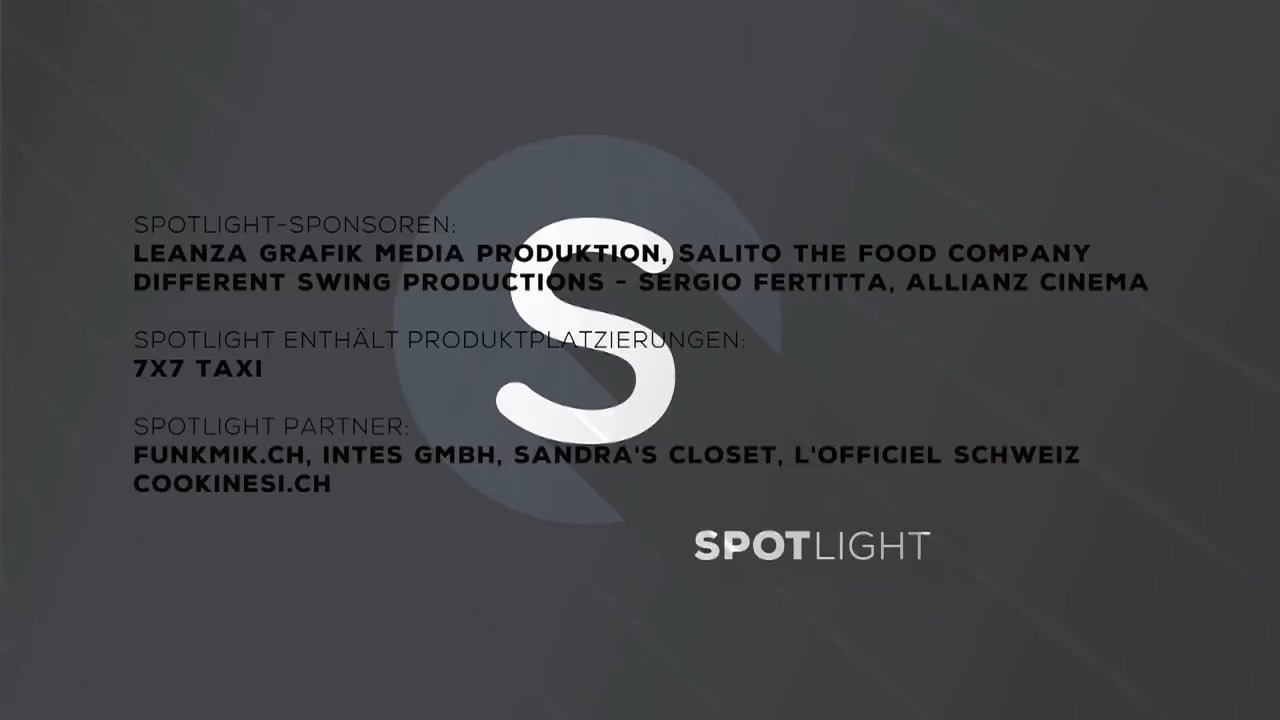 SPOTLIGHT-SPONSOREN:
LEANZA GRAFIK MEDIA PRODUKTION, SALITO THE FOOD COMPANY
DIFFERENT SWING PRODUCTIONS - SERGIO FERTITTA, ALLIANZ CINEMA
SPOTLIGHT ENTHÄLT PRODUKTPLATZIERUNGEN:
7X7 TAXI
SPOTLIGHT PARTNER:
FUNKMIK.CH, INTES GMBH, SANDRA'S CLOSET, L'OFFICIEL SCHWEIZ
COOKINESI.CH
S
SPOTLIGHT